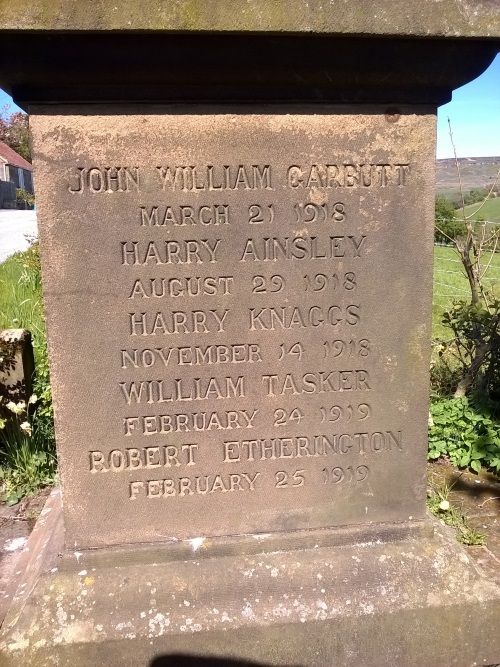 JOHN WILLIAM GARBUTT
MARCH 21 1918
HARRY AINSLEY
AUGUST 29 1918
HARRY KNAGGS
NOVEMBER 14 1918
WILLIAM TASKER
FEBRUARY 24 1919
ROBERT ETHERINGTON
FEBRUARY 25 1919